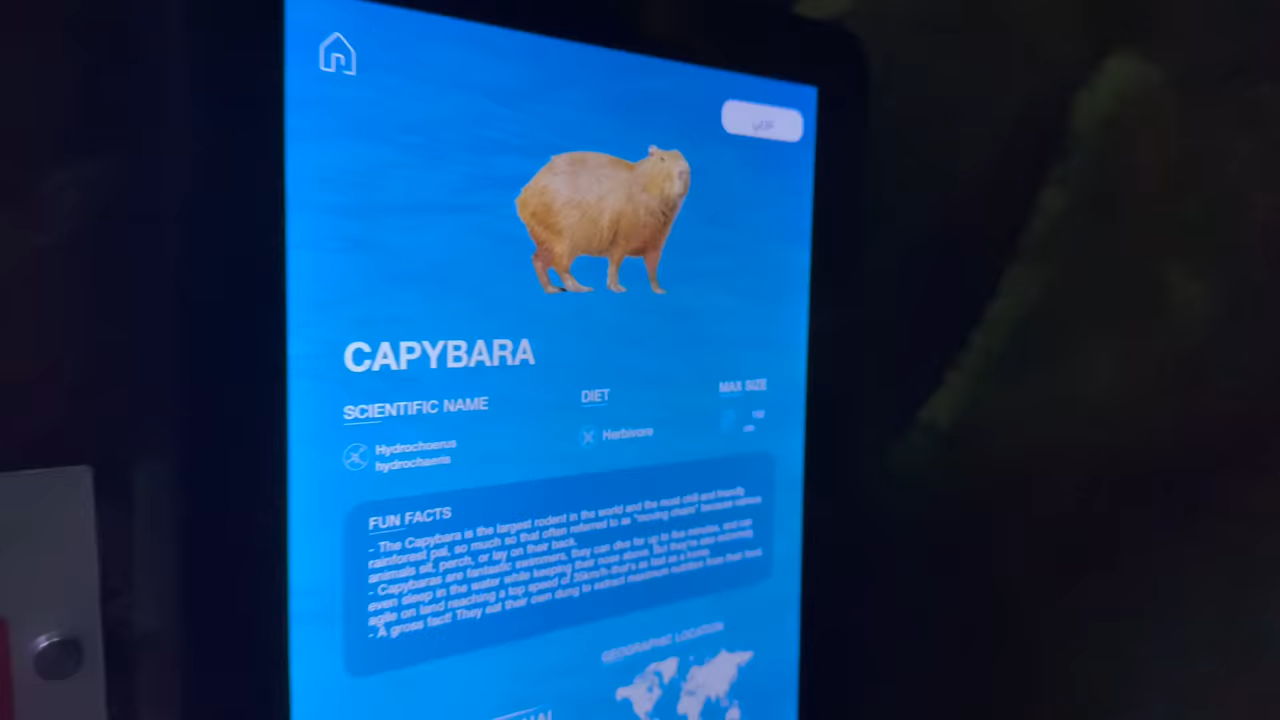 عربي
CAPYBARA
SCIENTIFIC NAME
DIET
MAX SIZE
Hydrochoerus
hydrochaeris
Herbivore
FUN FACTS
- The Capybara is the largest rodent in the world and the most chill and friendly
rainforest pal, so much so that often referred to as "moving chairs" because various
animals sit, perch, or lay on their back.
- Capybaras are fantastic swimmers, they can dive for up to five minutes, and can
even sleep in the water while keeping their nose above. But they're also extremely
agile on land reaching a top speed of 35km/h-that's as fast as a horse.
- A gross fact! They eat their own dung to extract maximum nutrition from their food.
GEOGRAPHIC LOCATION